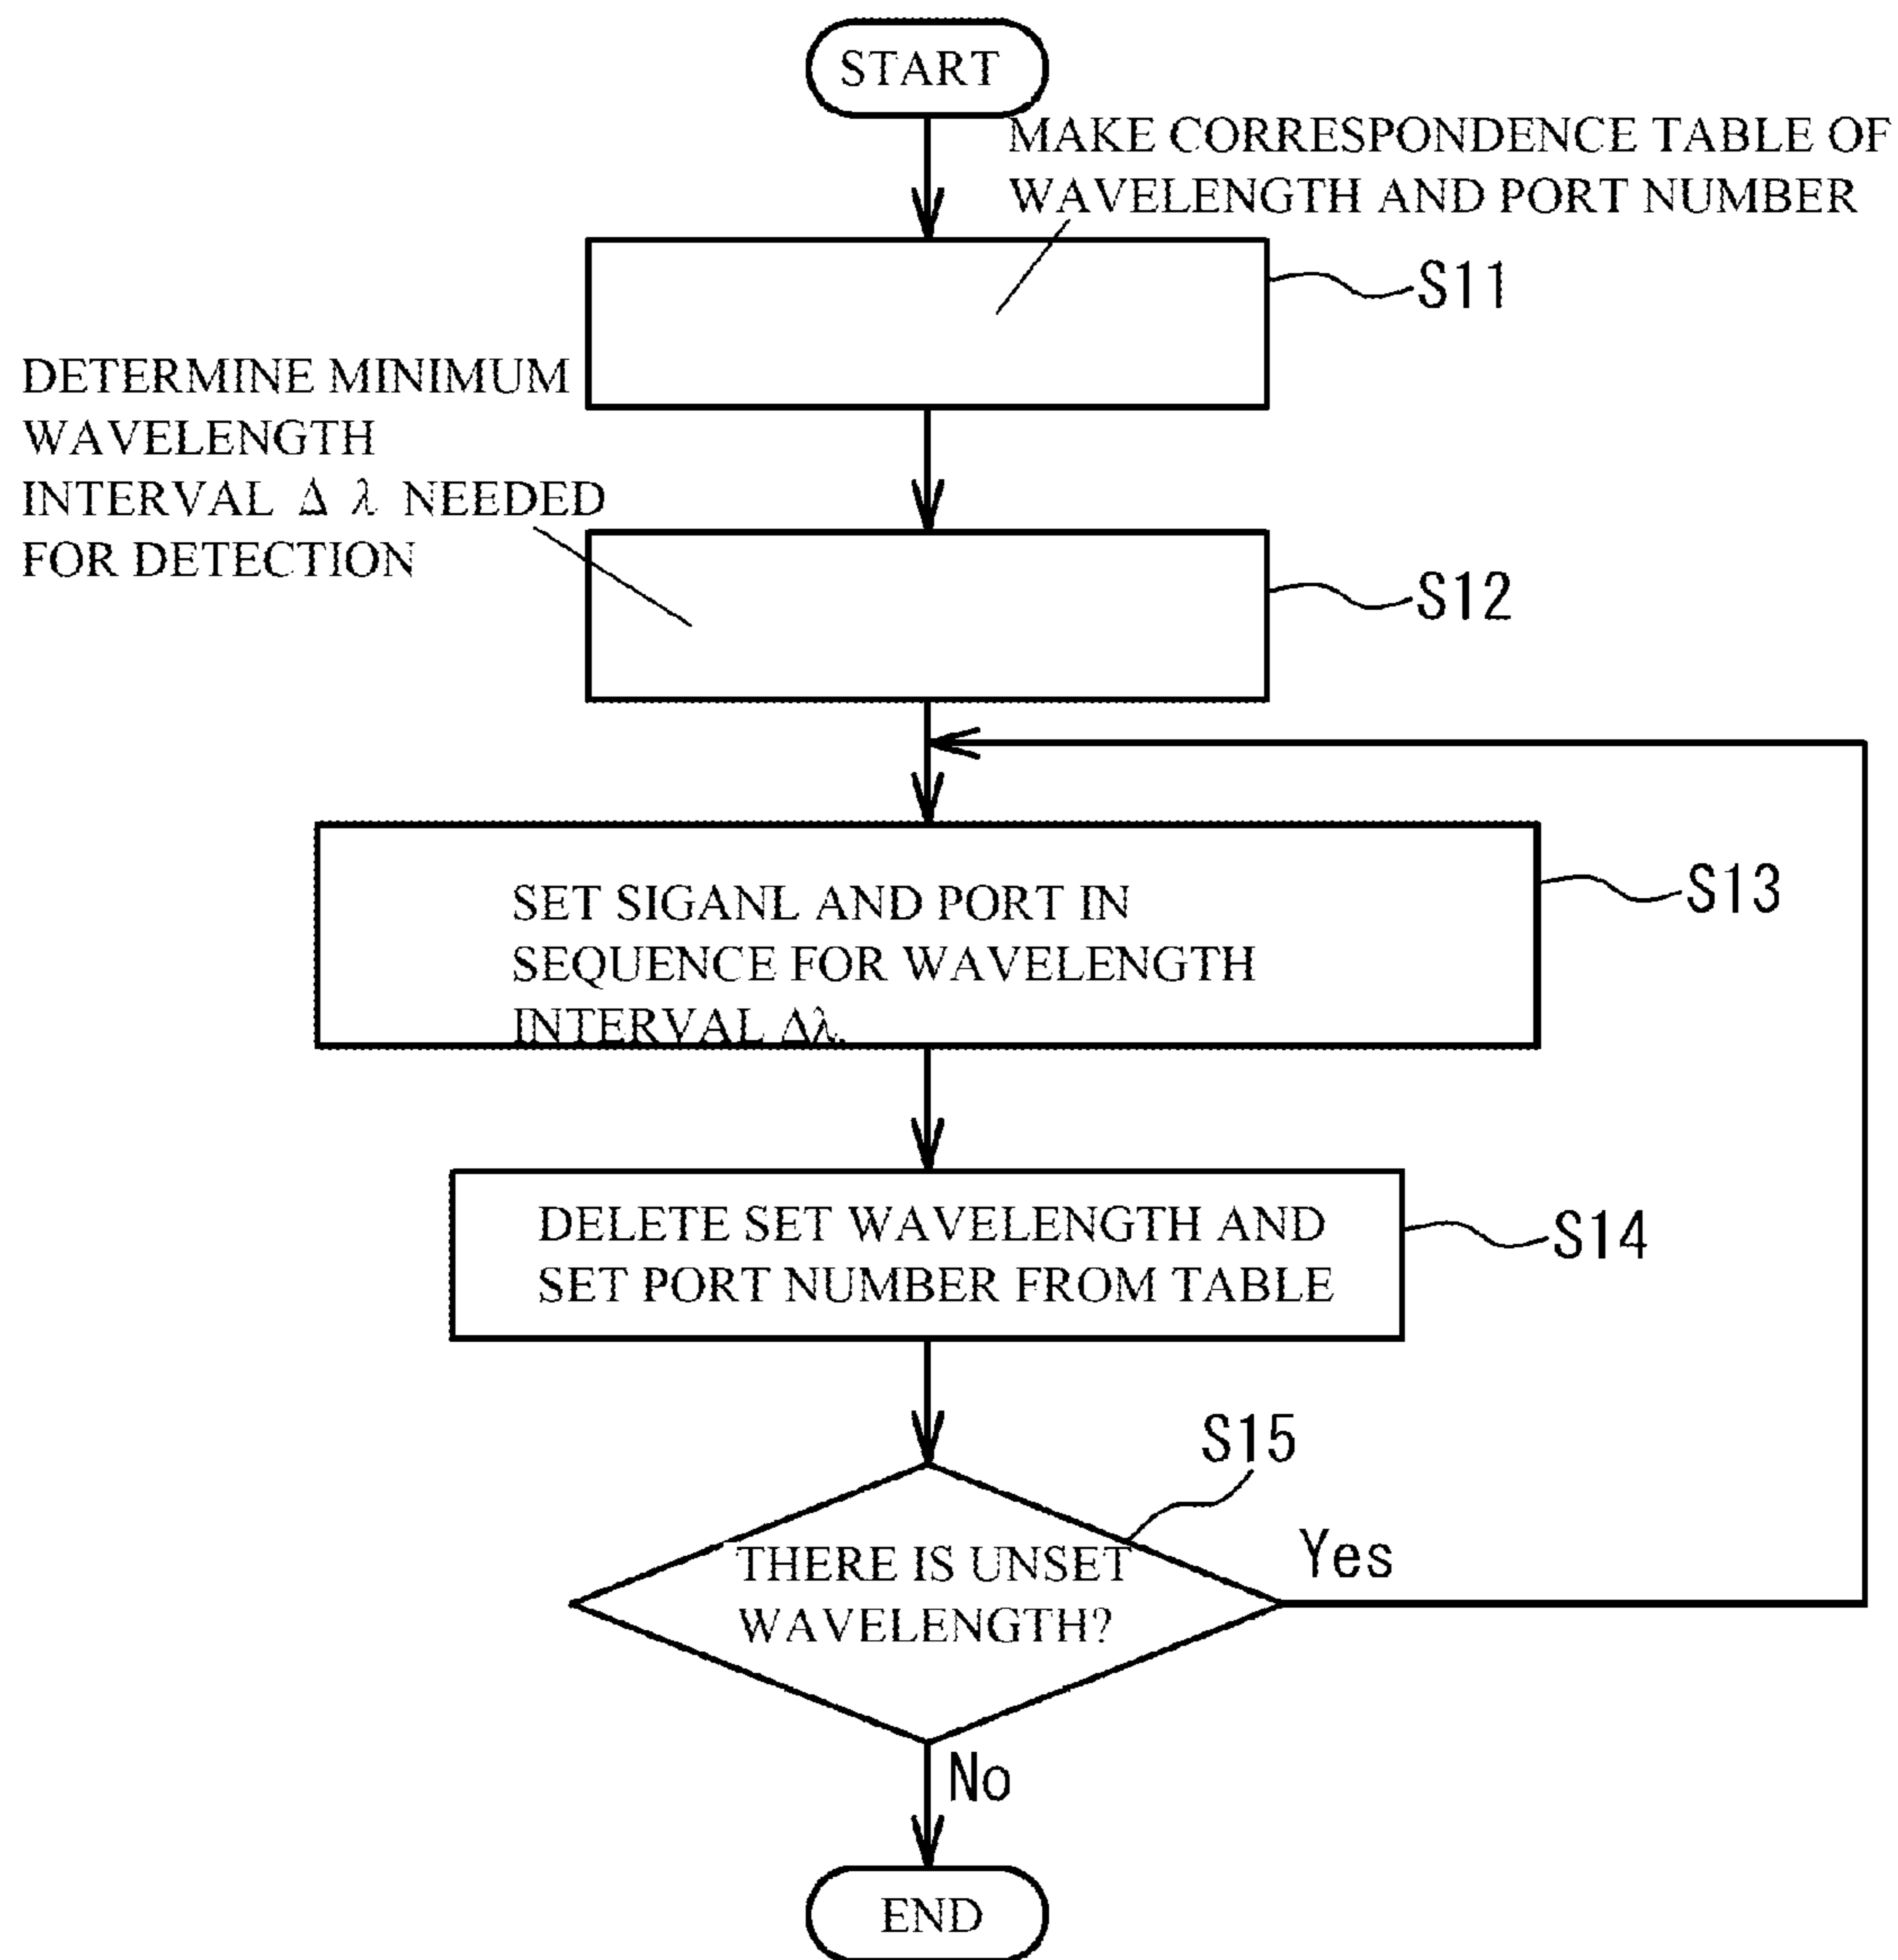 START
MAKE CORRESPONDENCE TABLE OF
WAVELENGTH AND PORT NUMBER
S11
DETERMINE MINIMUM
WAVELENGTH
INTERVAL Δ λ NEEDED
FOR DETECTION
S12
SET SIGANL AND PORT IN
SEQUENCE FOR WAVELENGTH
INTERVAL Δλ.
S13
DELETE SET WAVELENGTH AND
SET PORT NUMBER FROM TABLE
S14
S15
THERE IS UNSET
WAVELENGTH?
Yes
No
END